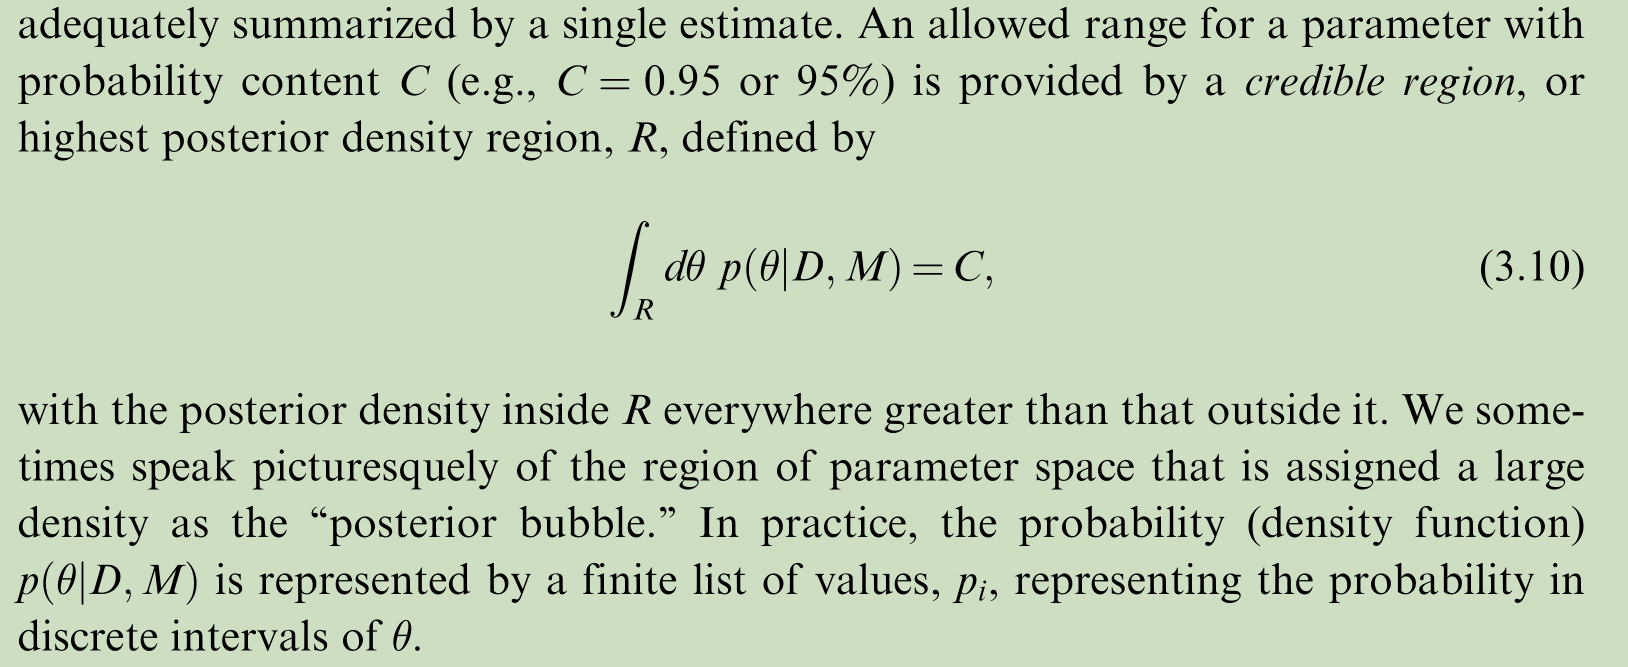 adequately summarized by a single estimate. An allowed range for a parameter with
probability content C (e.g., C = 0.95 or 95%) is provided by a credible region, or
highest posterior density region, R, defined by
∫_R dθ p(θ|D, M) = C, (3.10)
with the posterior density inside R everywhere greater than that outside it. We some-
times speak picturesquely of the region of parameter space that is assigned a large
density as the “posterior bubble.” In practice, the probability (density function)
p(θ|D, M) is represented by a finite list of values, p_i, representing the probability in
discrete intervals of θ.